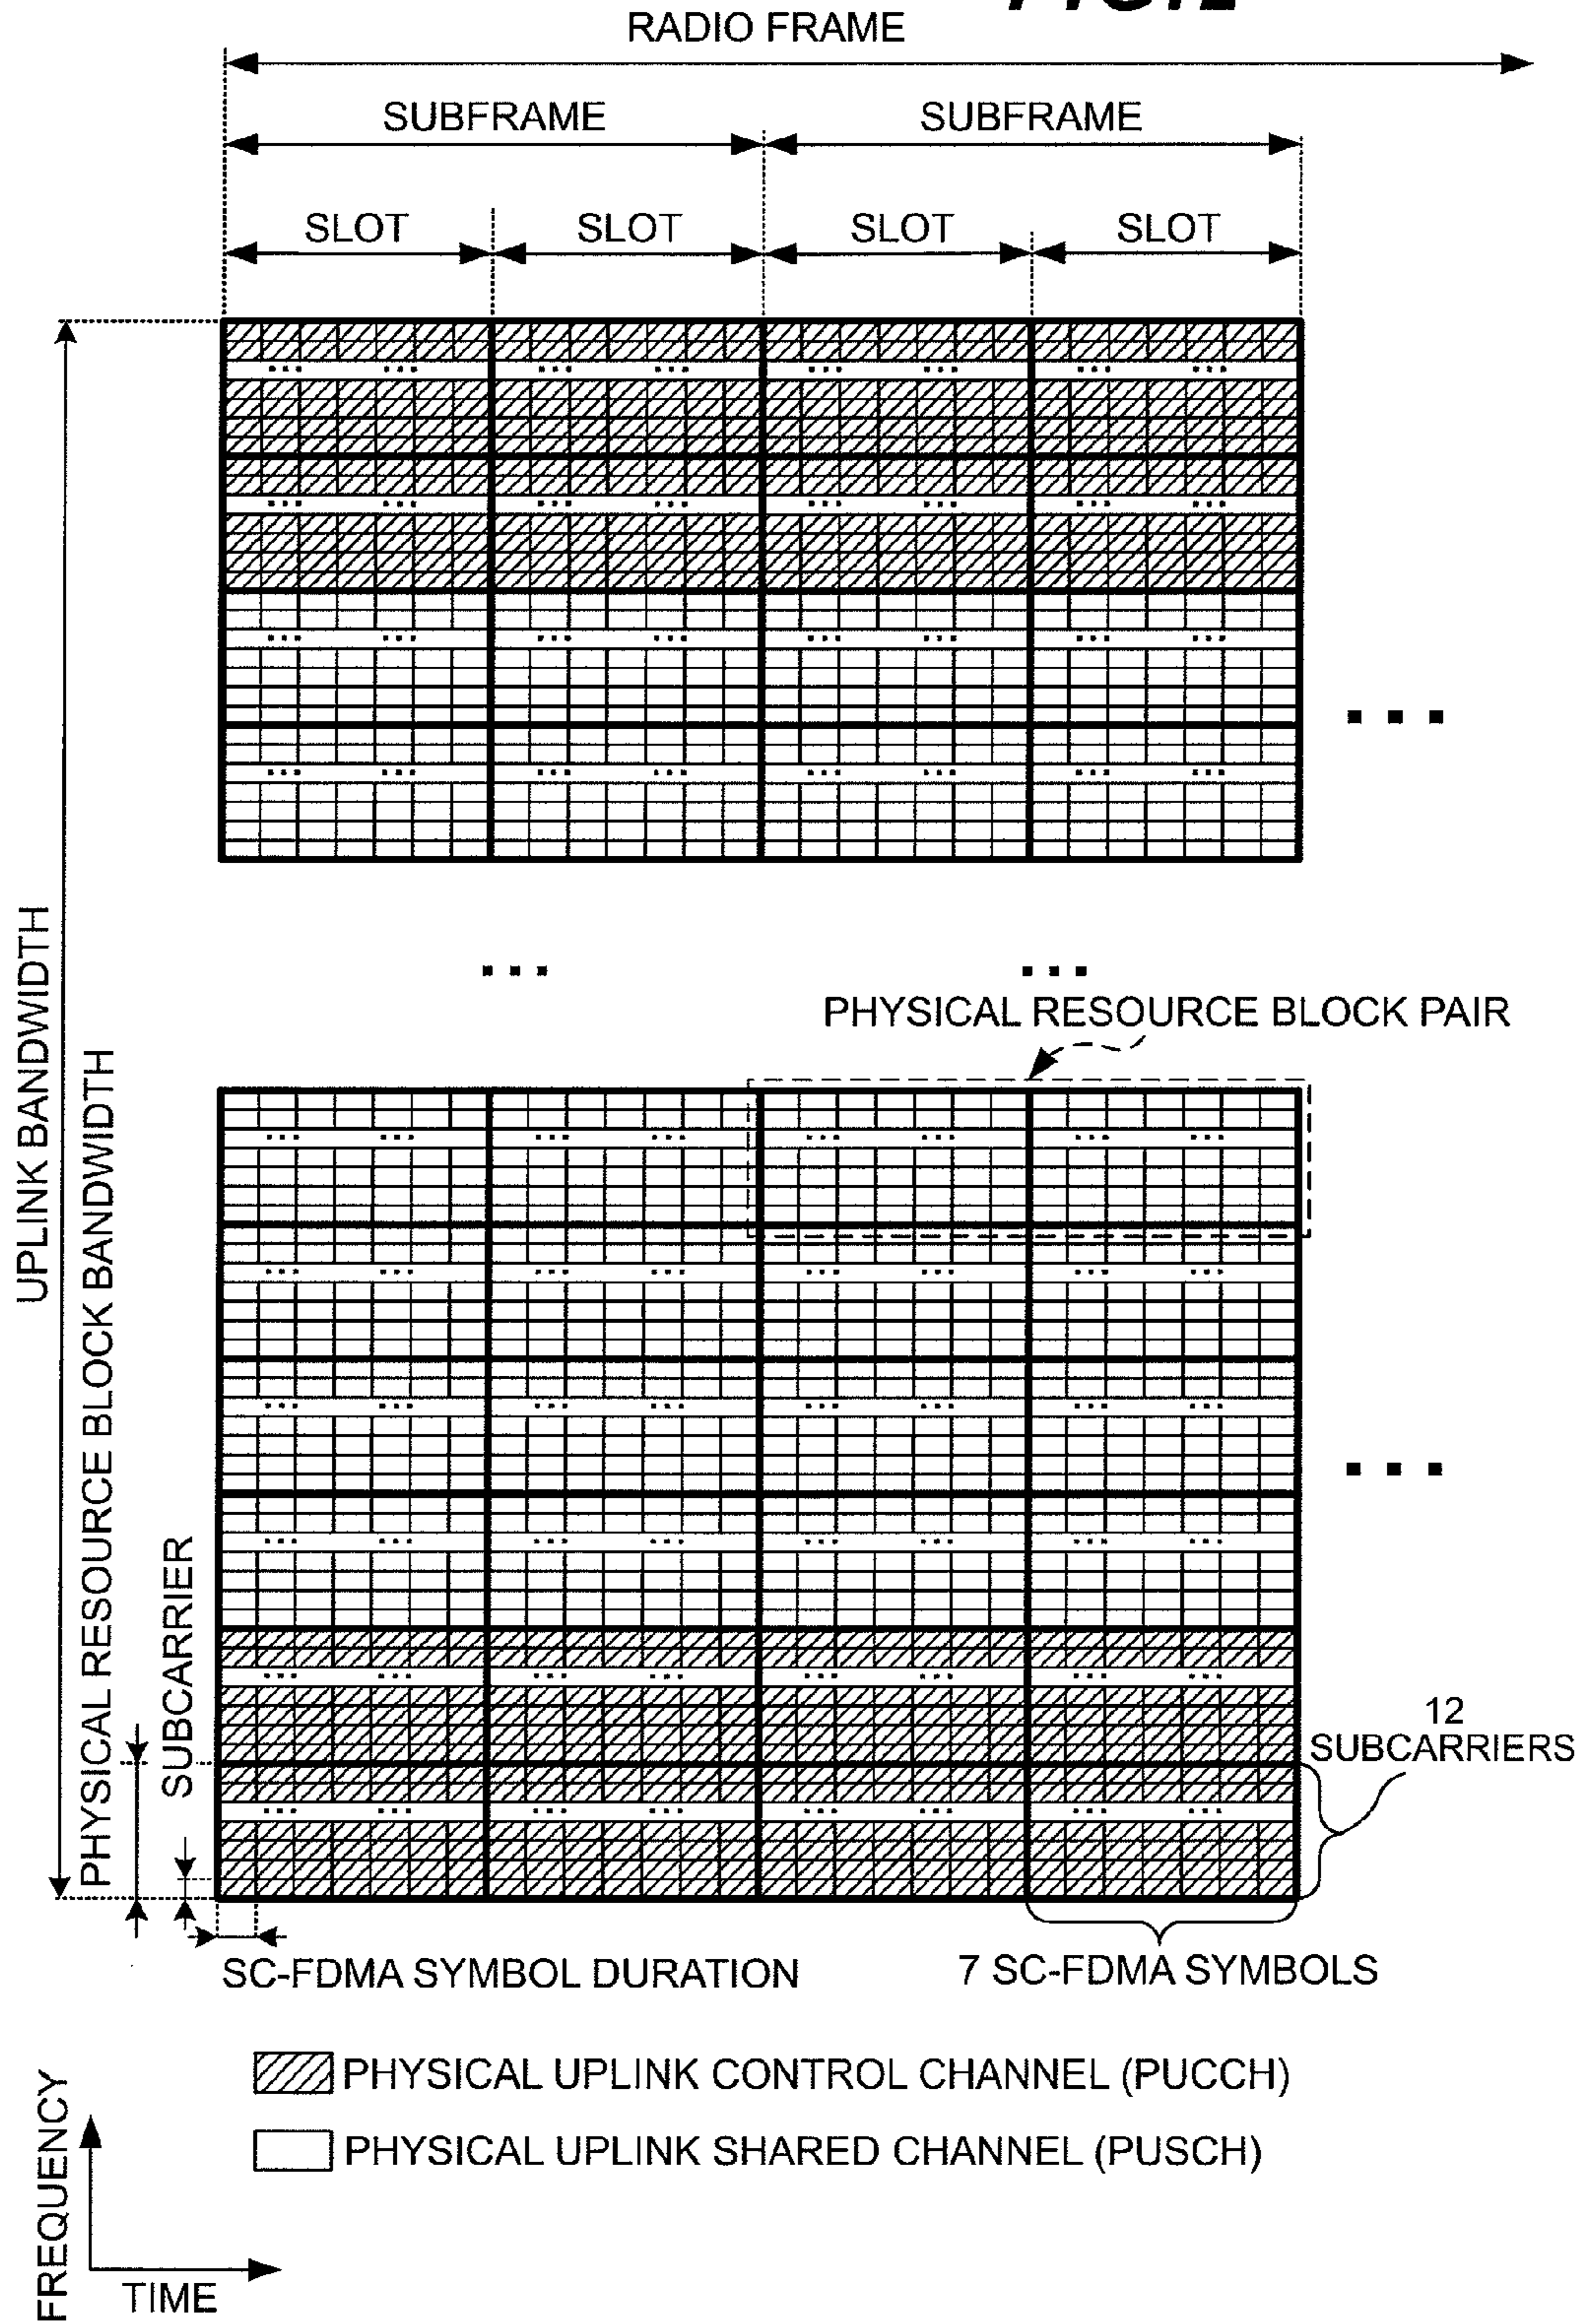 RADIO FRAME
SUBFRAME SUBFRAME
SLOT SLOT SLOT SLOT
UPLINK BANDWIDTH
PHYSICAL RESOURCE BLOCK BANDWIDTH
SUBCARRIER
PHYSICAL RESOURCE BLOCK PAIR
12
SUBCARRIERS
SC-FDMA SYMBOL DURATION
7 SC-FDMA SYMBOLS
PHYSICAL UPLINK CONTROL CHANNEL (PUCCH)
PHYSICAL UPLINK SHARED CHANNEL (PUSCH)
FREQUENCY
TIME